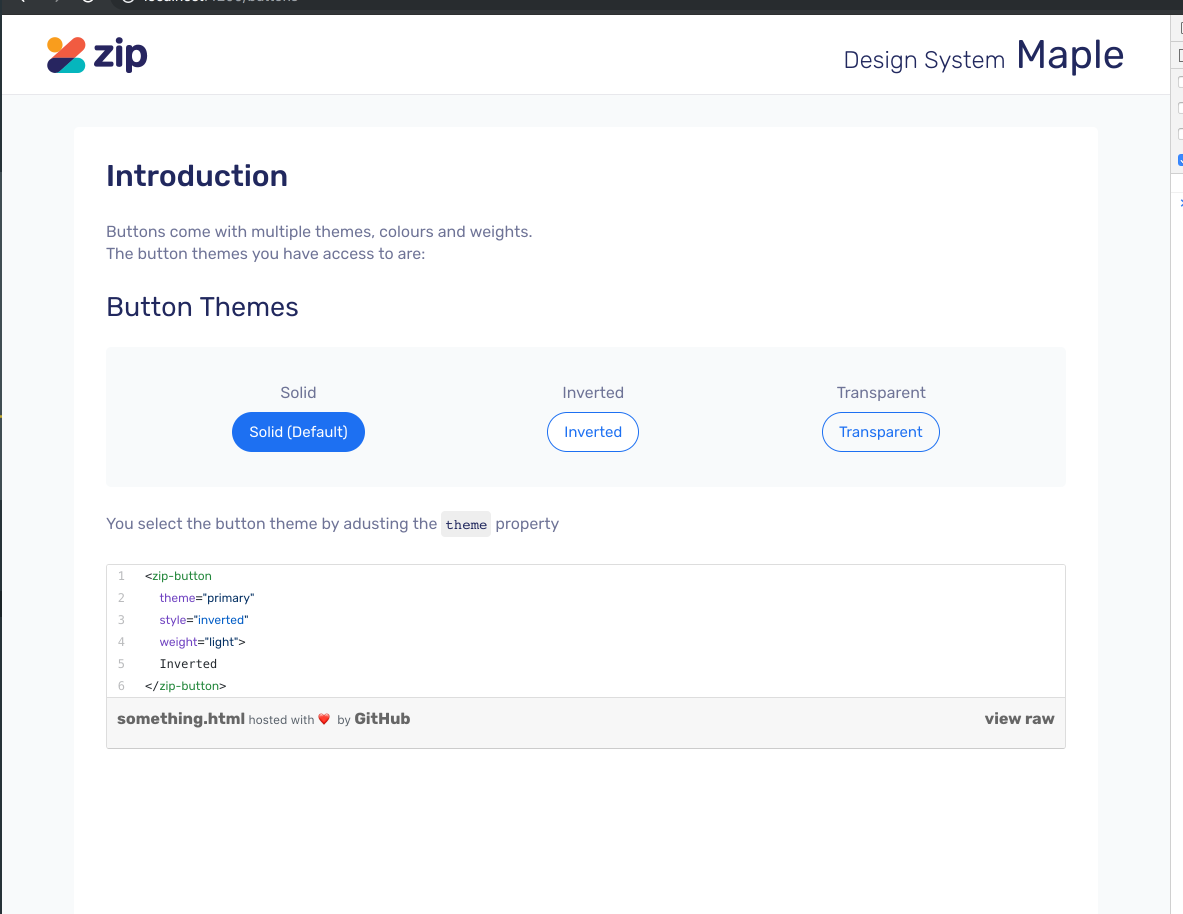 zip
Design System Maple
Introduction
Buttons come with multiple themes, colours and weights.
The button themes you have access to are:
Button Themes
Solid Inverted Transparent
Solid (Default) Inverted Transparent
You select the button theme by adusting the theme property
1 <zip-button
2 theme="primary"
3 style="inverted"
4 weight="light">
5 Inverted
6 </zip-button>
something.html hosted with ❤ by GitHub view raw